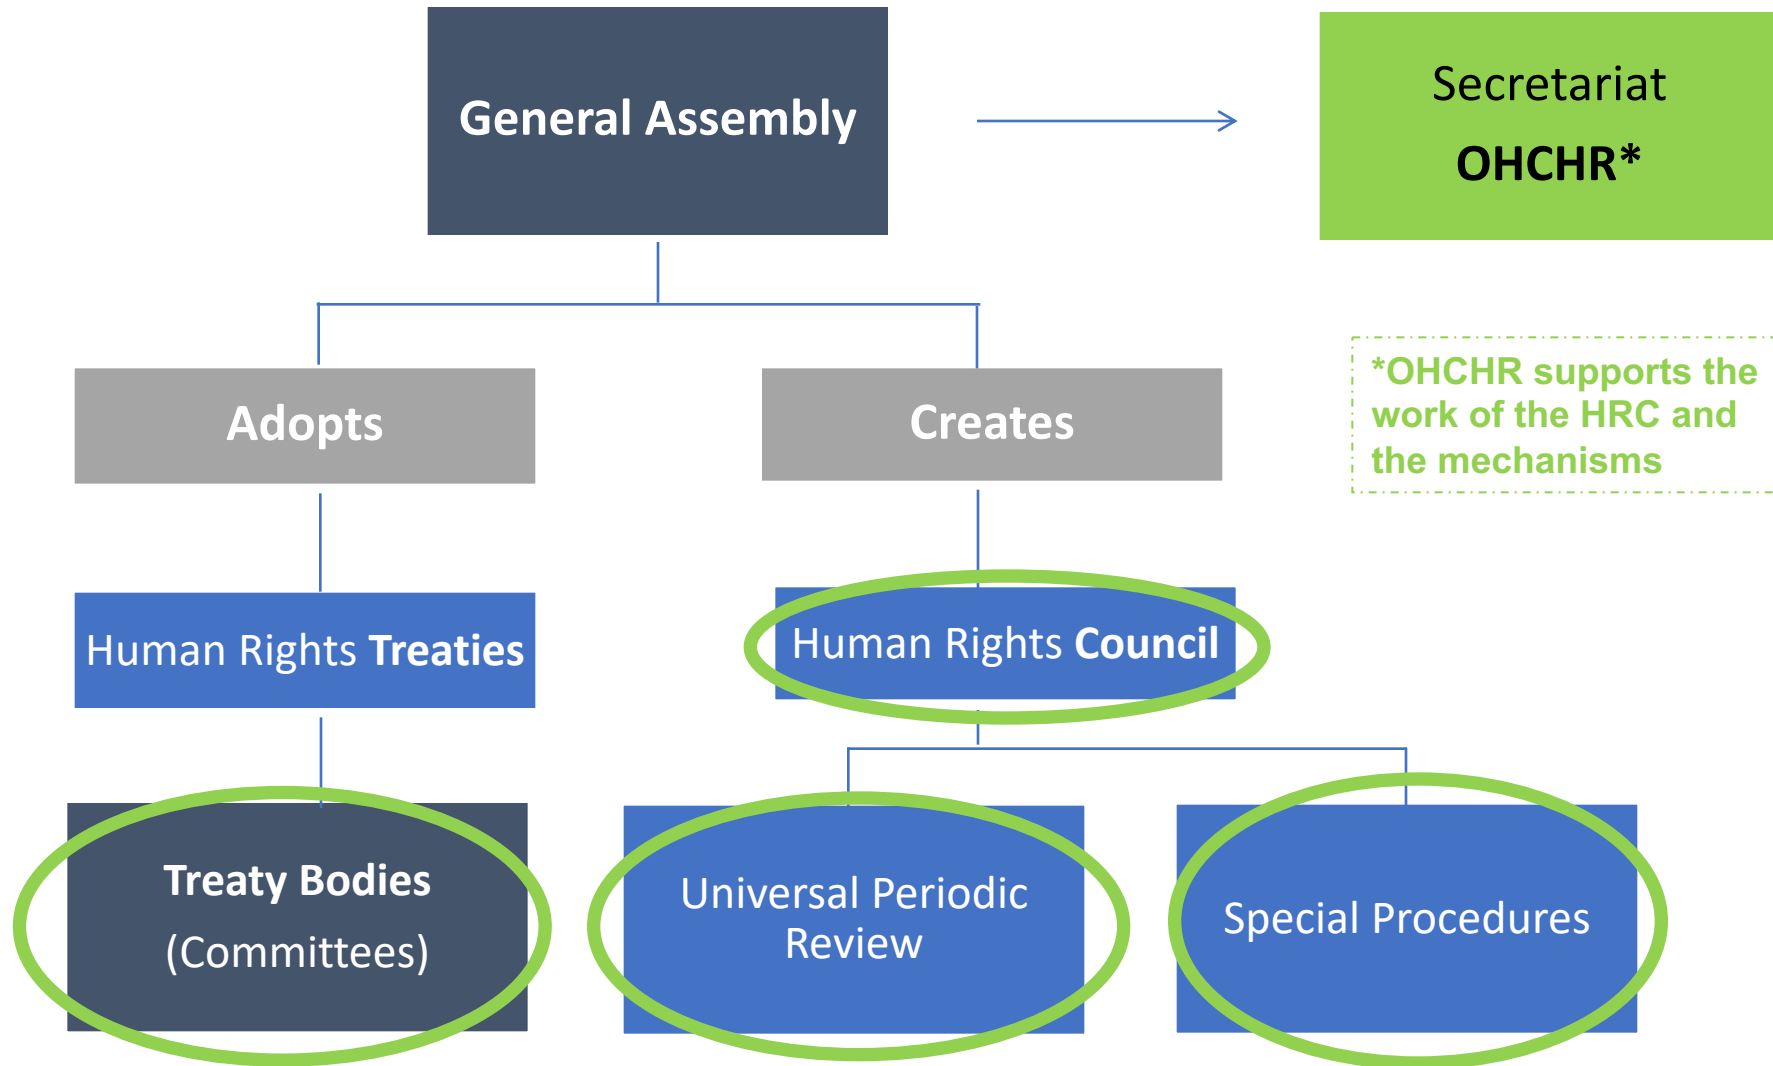 General Assembly
Secretariat
OHCHR*
*OHCHR supports the
work of the HRC and
the mechanisms
Adopts
Creates
Human Rights Treaties
Human Rights Council
Treaty Bodies
(Committees)
Universal Periodic
Review
Special Procedures